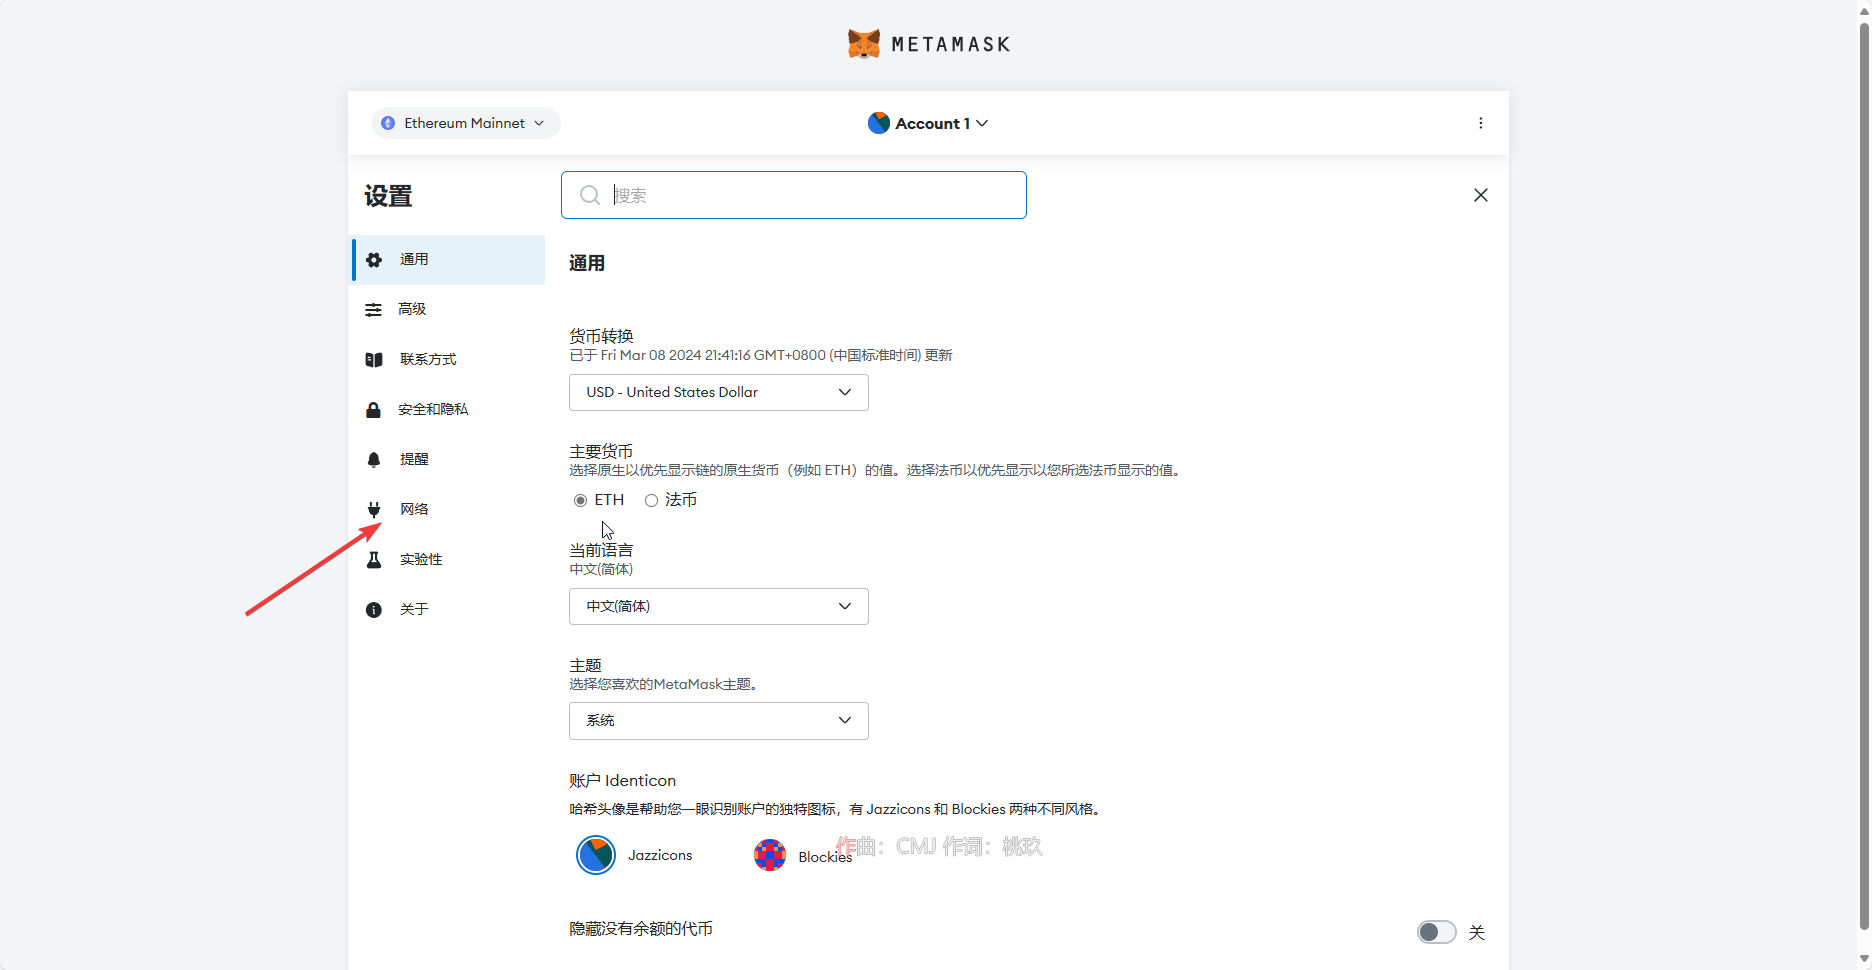 METAMASK
Ethereum Mainnet
Account 1
设置
搜索
通用
高级
联系方式
安全和隐私
提醒
网络
实验性
关于
通用
货币转换
已于 Fri Mar 08 2024 21:41:16 GMT+0800 (中国标准时间) 更新
USD - United States Dollar
主要货币
选择原生以优先显示链的原生货币（例如 ETH）的值。选择法币以优先显示以您所选法币显示的值。
ETH 法币
当前语言
中文(简体)
中文(简体)
主题
选择您喜欢的MetaMask主题。
系统
账户 Identicon
哈希头像是帮助您一眼识别账户的独特图标，有 Jazzicons 和 Blockies 两种不同风格。
Jazzicons
Blockies
作曲：CMJ 作词：桃玖
隐藏没有余额的代币
关